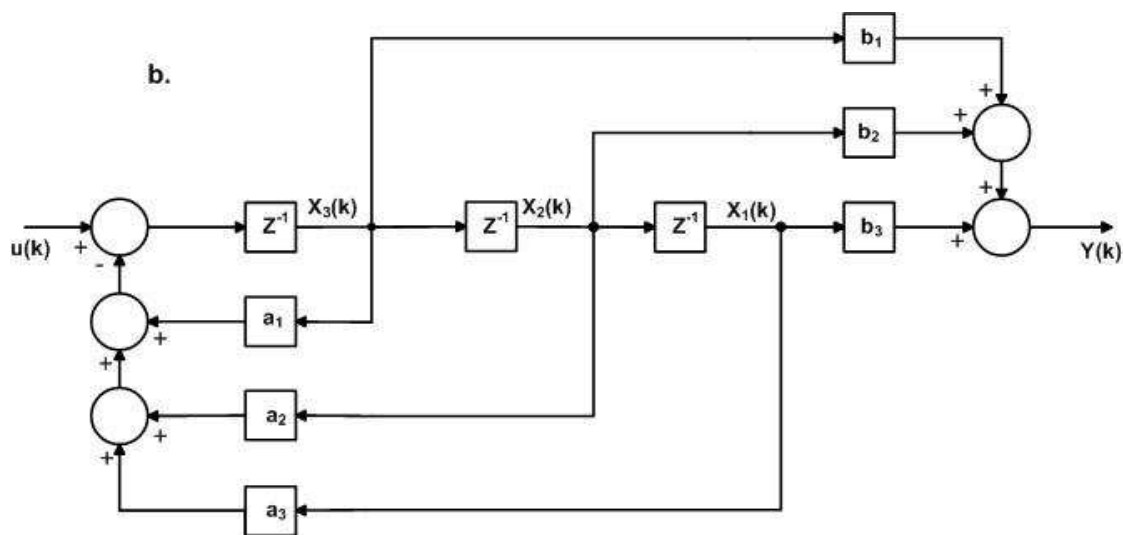 b₁
b.
+
+
b₂
+
X₃(k)
X₂(k)
X₁(k)
+
Z⁻¹
Z⁻¹
Z⁻¹
b₃
u(k)
+
-
+
Y(k)
a₁
+
+
a₂
+
+
a₃